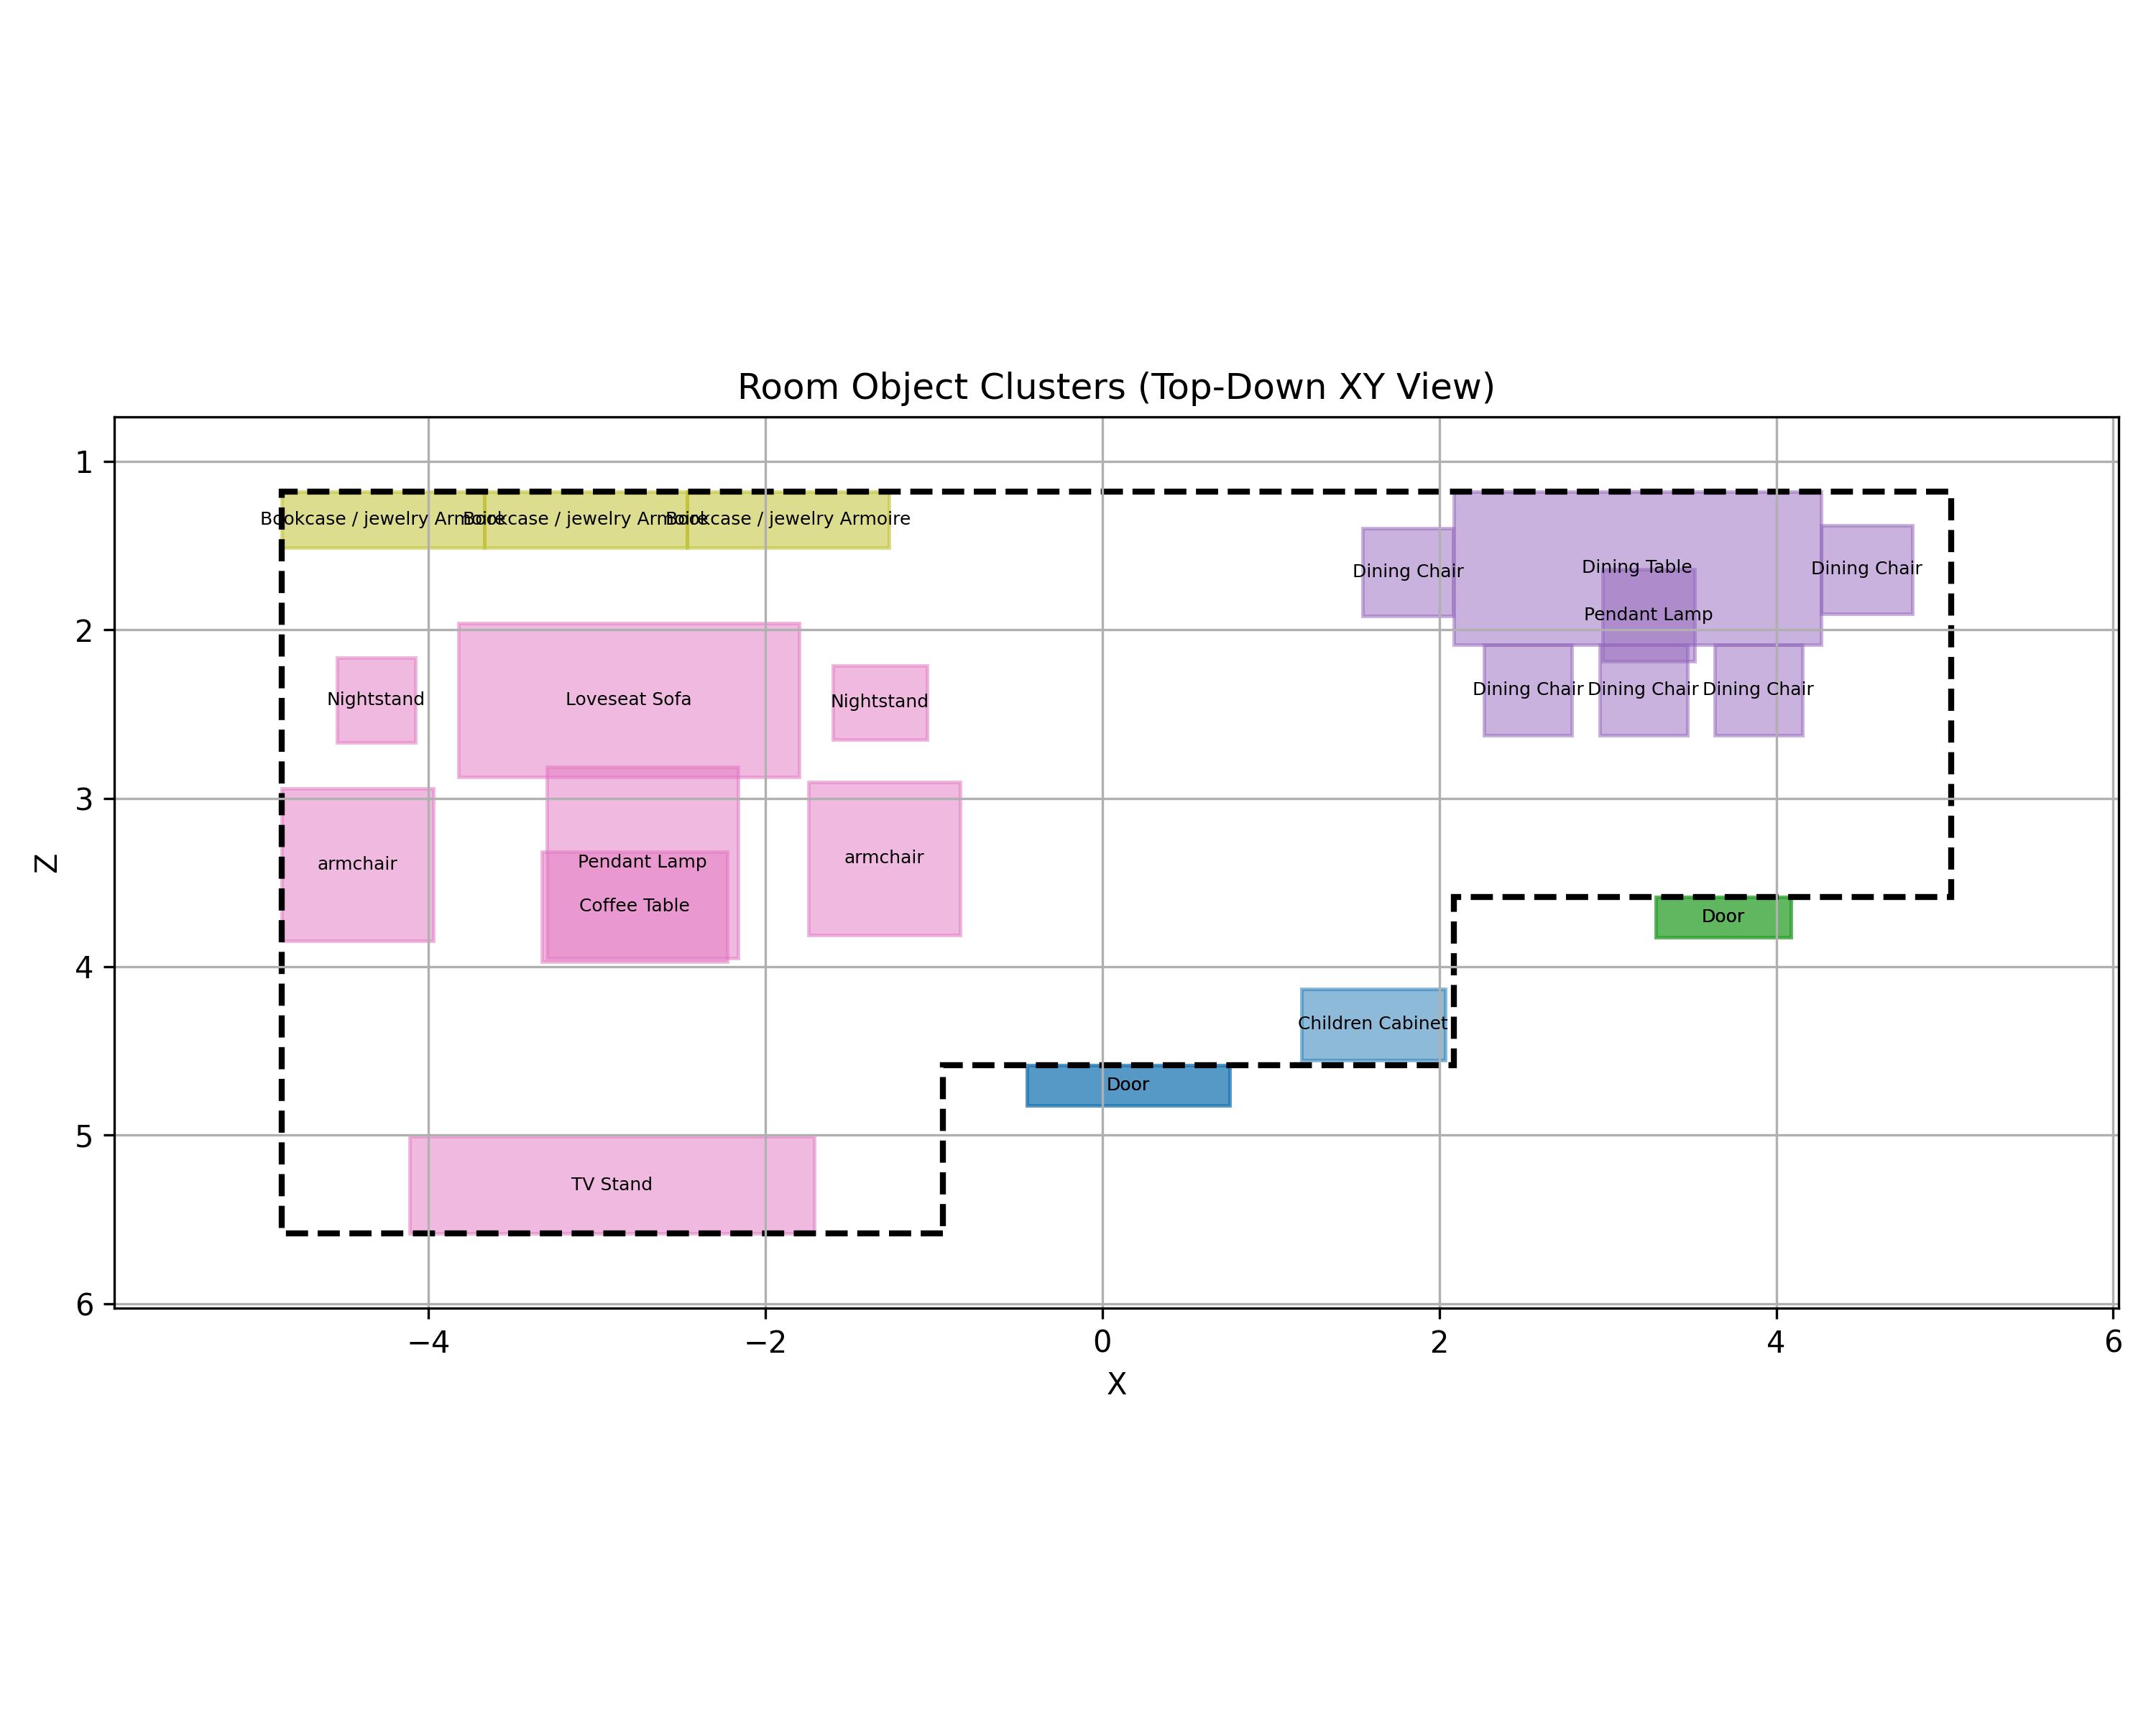 Room Object Clusters (Top-Down XY View)
1
Bookcase / jewelry Armoire
Bookcase / jewelry Armoire
Bookcase / jewelry Armoire
Dining Chair
Dining Table
Dining Chair
Pendant Lamp
2
Nightstand
Loveseat Sofa
Nightstand
Dining Chair
Dining Chair
Dining Chair
3
armchair
Pendant Lamp
armchair
Z
Coffee Table
Door
4
Children Cabinet
Door
5
TV Stand
6
−4
−2
0
2
4
6
X